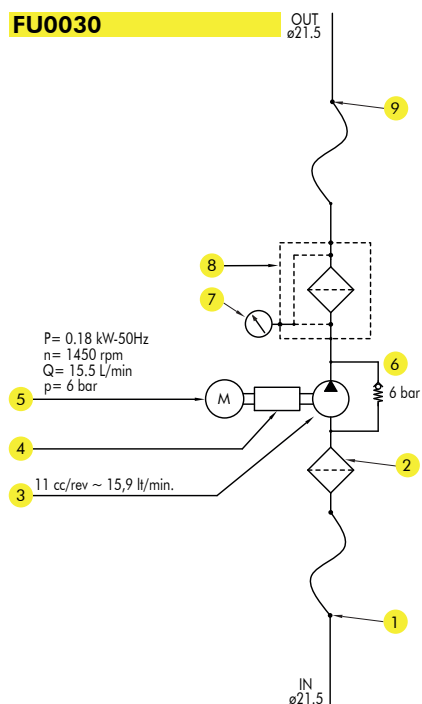 FU0030
OUT
ø21.5
9
8
7
P= 0.18 kW-50Hz
n= 1450 rpm
Q= 15.5 L/min
p= 6 bar
6
6 bar
5
M
4
2
11 cc/rev ~ 15,9 lt/min.
3
1
IN
ø21.5